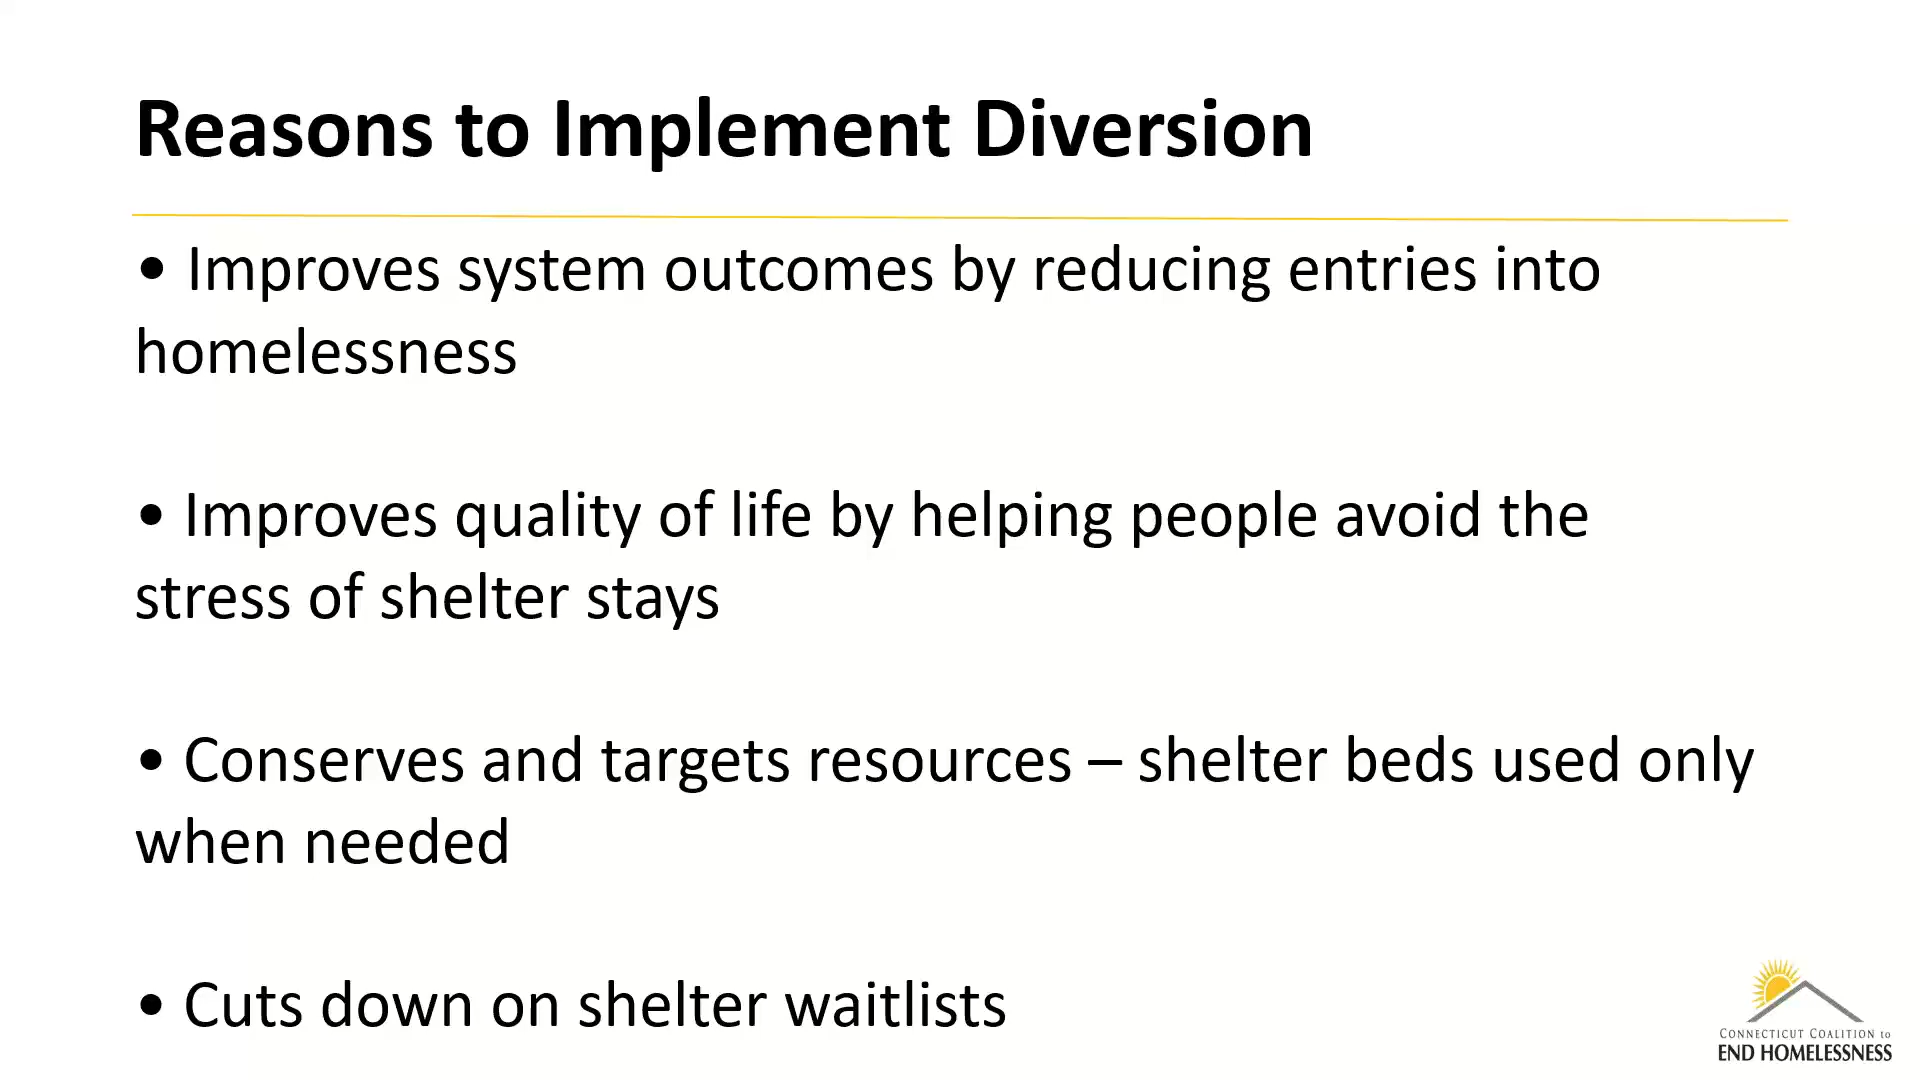 Reasons to Implement Diversion
• Improves system outcomes by reducing entries into
homelessness
• Improves quality of life by helping people avoid the
stress of shelter stays
• Conserves and targets resources – shelter beds used only
when needed
• Cuts down on shelter waitlists
CONNECTICUT COALITION to
END HOMELESSNESS